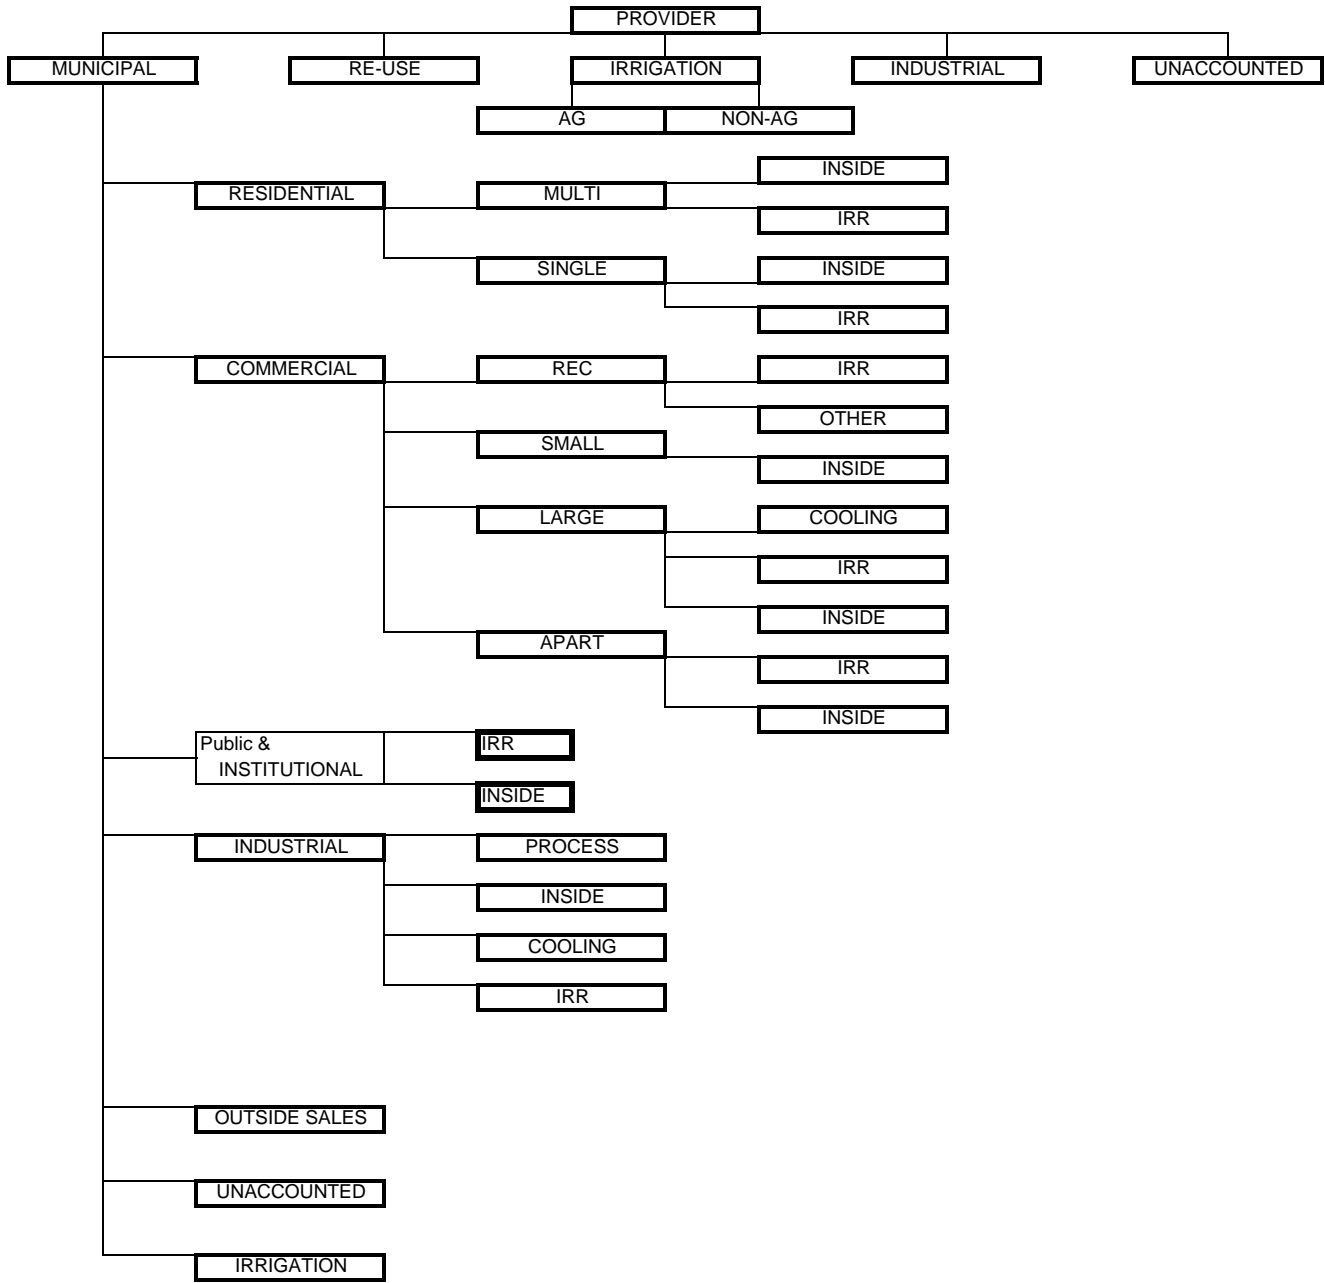 PROVIDER
MUNICIPAL
RE-USE
IRRIGATION
INDUSTRIAL
UNACCOUNTED
AG
NON-AG
INSIDE
RESIDENTIAL
MULTI
IRR
SINGLE
INSIDE
IRR
COMMERCIAL
REC
IRR
OTHER
SMALL
INSIDE
LARGE
COOLING
IRR
INSIDE
APART
IRR
INSIDE
Public &
INSTITUTIONAL
IRR
INSIDE
INDUSTRIAL
PROCESS
INSIDE
COOLING
IRR
OUTSIDE SALES
UNACCOUNTED
IRRIGATION